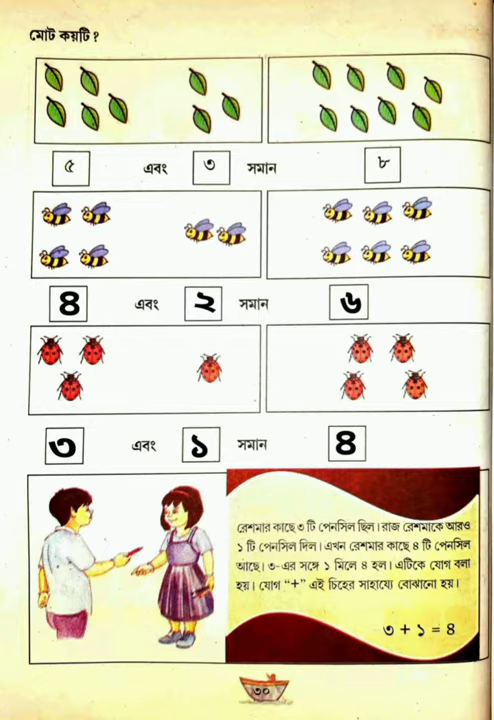 মোট কয়টি?
৫ এবং ৩ সমান ৮
৪ এবং ২ সমান ৬
৩ এবং ১ সমান ৪
রেশমার কাছে ৩ টি পেনসিল ছিল। রাজ রেশমাকে আরও
১ টি পেনসিল দিল। এখন রেশমার কাছে ৪ টি পেনসিল
আছে। ৩-এর সঙ্গে ১ মিলে ৪ হল। এটিকে যোগ বলা
হয়। যোগ “+” এই চিহ্নের সাহায্যে বোঝানো হয়।
৩ + ১ = ৪
৩০